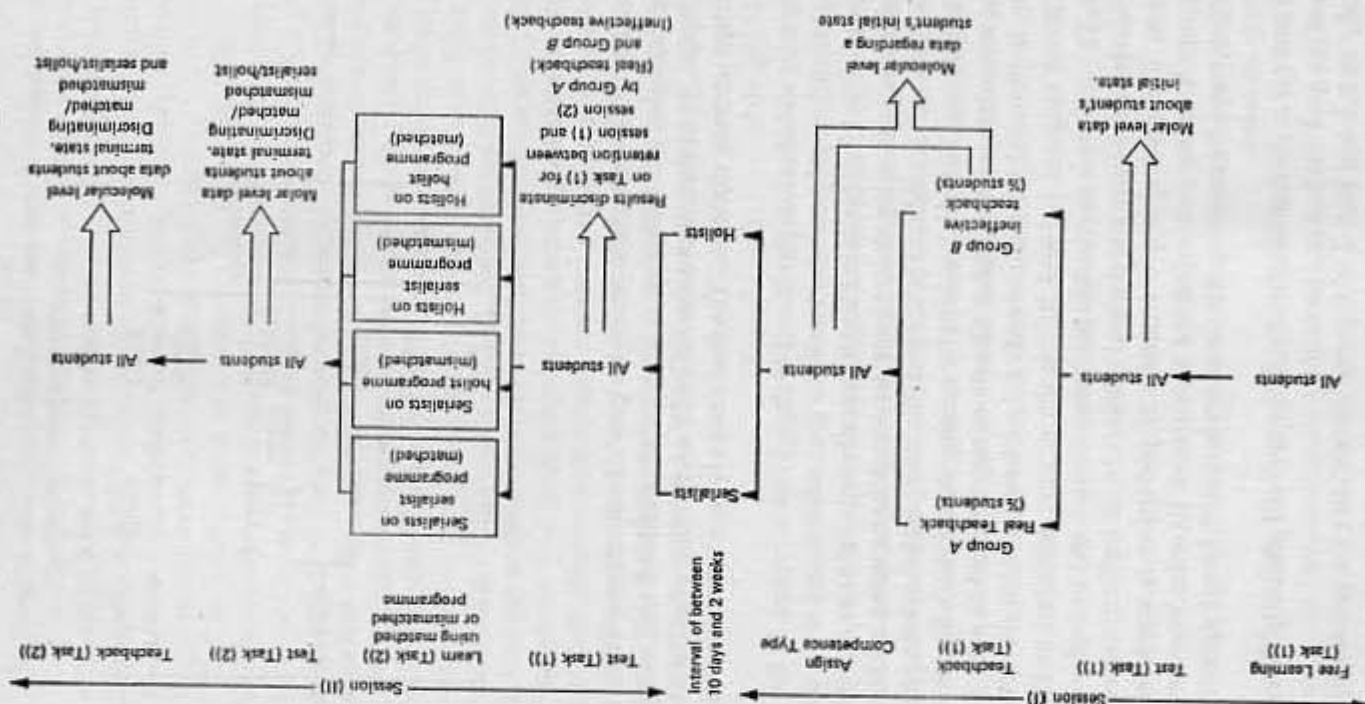 Session (I)
Session (II)
Free Learning
(Task (1))
Test (Task (1))
Teachback
(Task (1))
Assign
Competence Type
Interval of between
10 days and 2 weeks
Test (Task (1))
Learn (Task (2))
using matched
or mismatched
programme
Test (Task (2))
Teachback (Task (2))
All students
All students
Group A
Real Teachback
(½ students)
Group B
ineffective
teachback
(½ students)
All students
Serialists
Holists
All students
Serialists on
serialist
programme
(matched)
Serialists on
holist programme
(mismatched)
Holists on
serialist
programme
(mismatched)
Holists on
holist
programme
(matched)
All students
All students
Molar level data
about student's
initial state.
Molecular level
data regarding a
student's initial state
Results discriminate
on Task (1) for
retention between
session (1) and
session (2)
by Group A
(Real teachback)
and Group B
(Ineffective teachback)
Molar level data
about students
terminal state.
Discriminating
matched/
mismatched
serialist/holist
Molecular level
data about students
terminal state.
Discriminating
matched/
mismatched
and serialist/holist